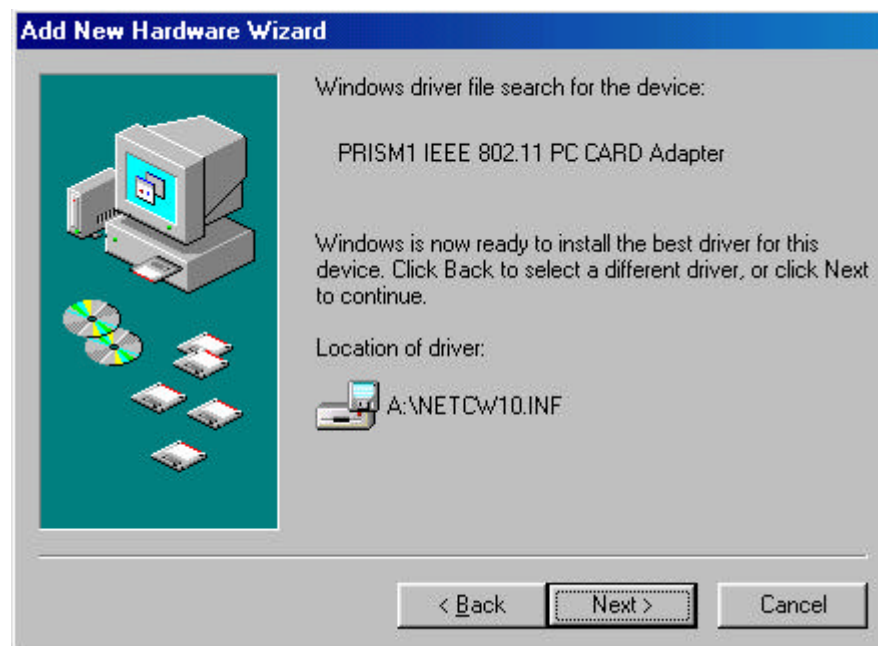 Add New Hardware Wizard
Windows driver file search for the device:
PRISM1 IEEE 802.11 PC CARD Adapter
Windows is now ready to install the best driver for this
device. Click Back to select a different driver, or click Next
to continue.
Location of driver:
A:\NETCW10.INF
< Back
Next >
Cancel